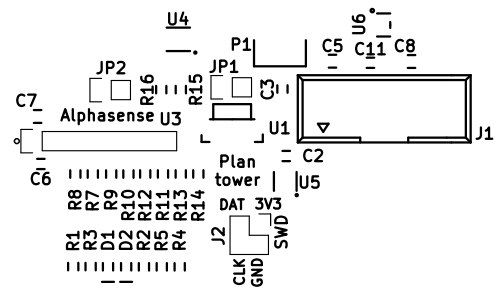 U4
U6
P1
C5
C11
C8
JP2
R16
R15
JP1
C3
C7
Alphasense
U3
U1
J1
C6
Plan
tower
C2
U5
R8
R7
R9
R10
R12
R11
R13
R14
DAT
3V3
R1
R3
D1
D2
R2
R5
R4
J2
SWD
CLK
GND